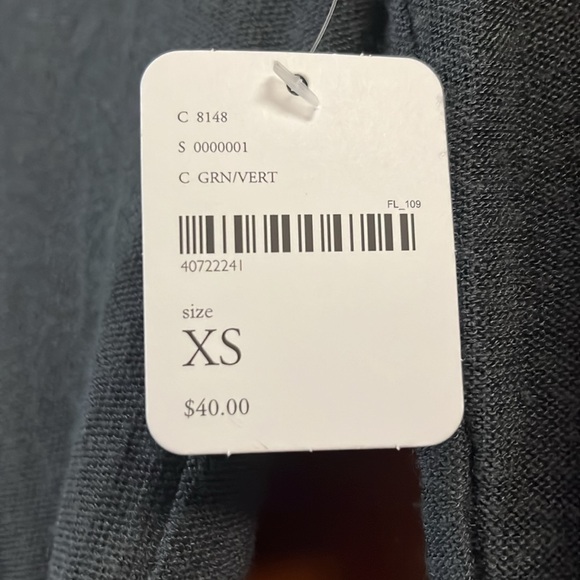 C 8148
S 0000001
C GRN/VERT
FL_109
40722241
size
XS
$40.00